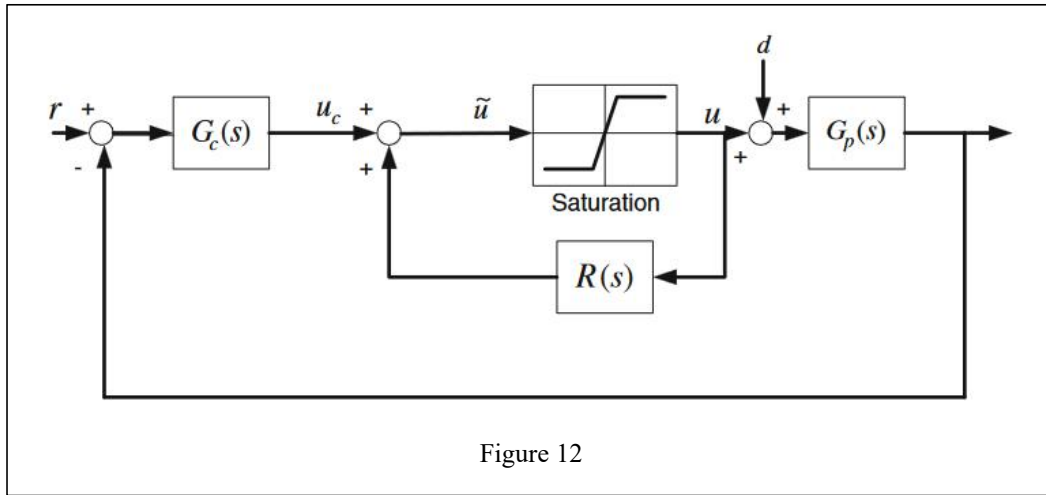 d
r + G_c(s) u_c + ũ u + G_p(s)
- + Saturation +
R(s)
Figure 12